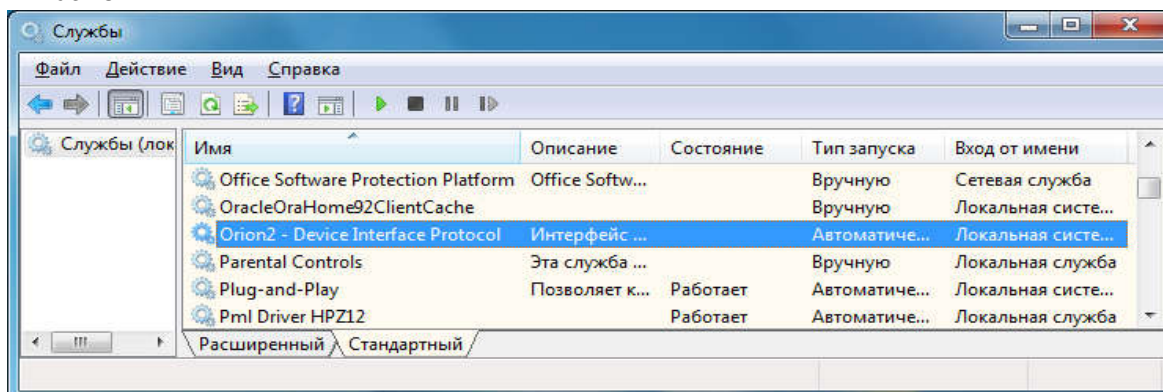 Службы
Файл Действие Вид Справка
Службы (лок
Имя Описание Состояние Тип запуска Вход от имени
Office Software Protection Platform Office Softw... Вручную Сетевая служба
OracleOraHome92ClientCache Вручную Локальная систе...
Orion2 - Device Interface Protocol Интерфейс ... Автоматиче... Локальная систе...
Parental Controls Эта служба ... Вручную Локальная служба
Plug-and-Play Позволяет к... Работает Автоматиче... Локальная систе...
Pml Driver HPZ12 Работает Автоматиче... Локальная служба
Расширенный Стандартный